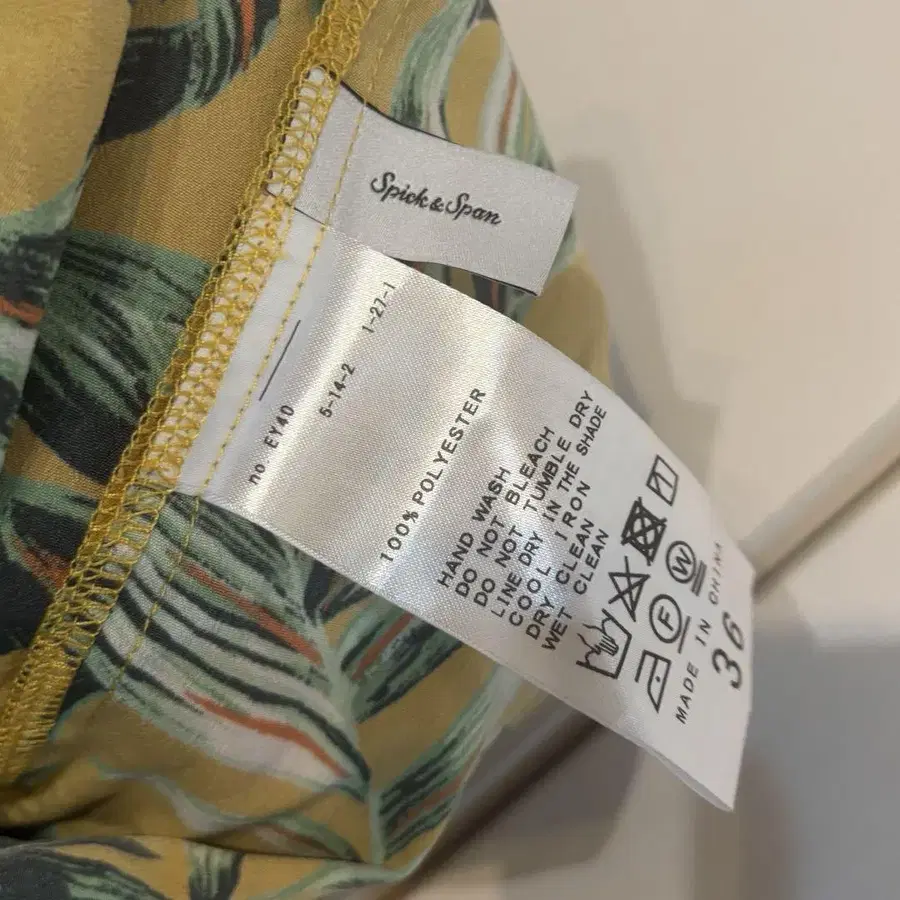 Spick & Span
no. EY40
5-14-2
1-27-1
100% POLYESTER
HAND WASH
DO NOT BLEACH
DO NOT TUMBLE DRY
LINE DRY IN THE SHADE
COOL IRON
DRY CLEAN
WET CLEAN
W
F
MADE IN CHINA
36